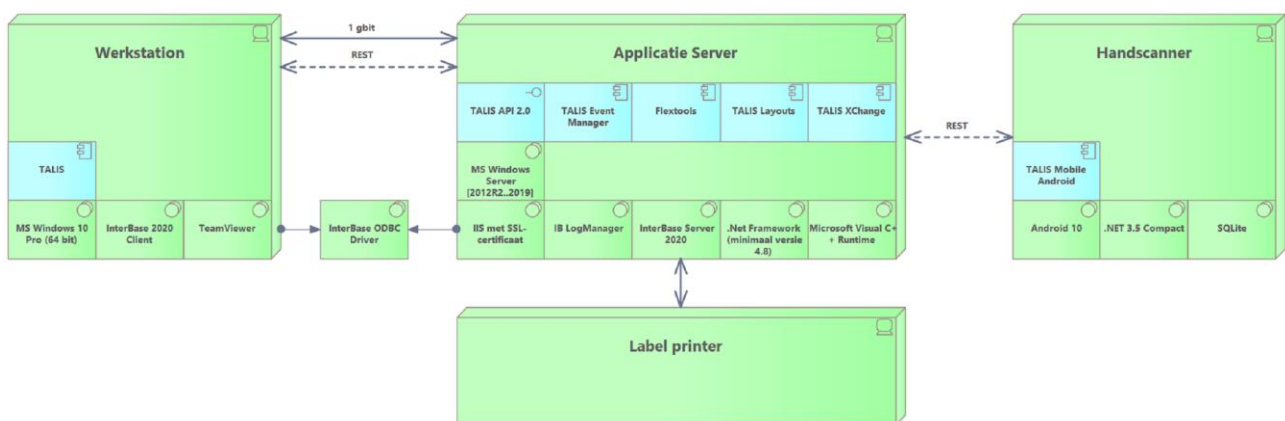 1 gbit
Werkstation
REST
Applicatie Server
Handscanner
TALIS API 2.0
TALIS Event
Manager
Flextools
TALIS Layouts
TALIS XChange
REST
TALIS
MS Windows
Server
[2012R2..2019]
TALIS Mobile
Android
MS Windows 10
Pro (64 bit)
InterBase 2020
Client
TeamViewer
InterBase ODBC
Driver
IIS met SSL-
certificaat
IB LogManager
InterBase Server
2020
.Net Framework
(minimaal versie
4.8)
Microsoft Visual C+
+ Runtime
Android 10
.NET 3.5 Compact
SQLite
Label printer